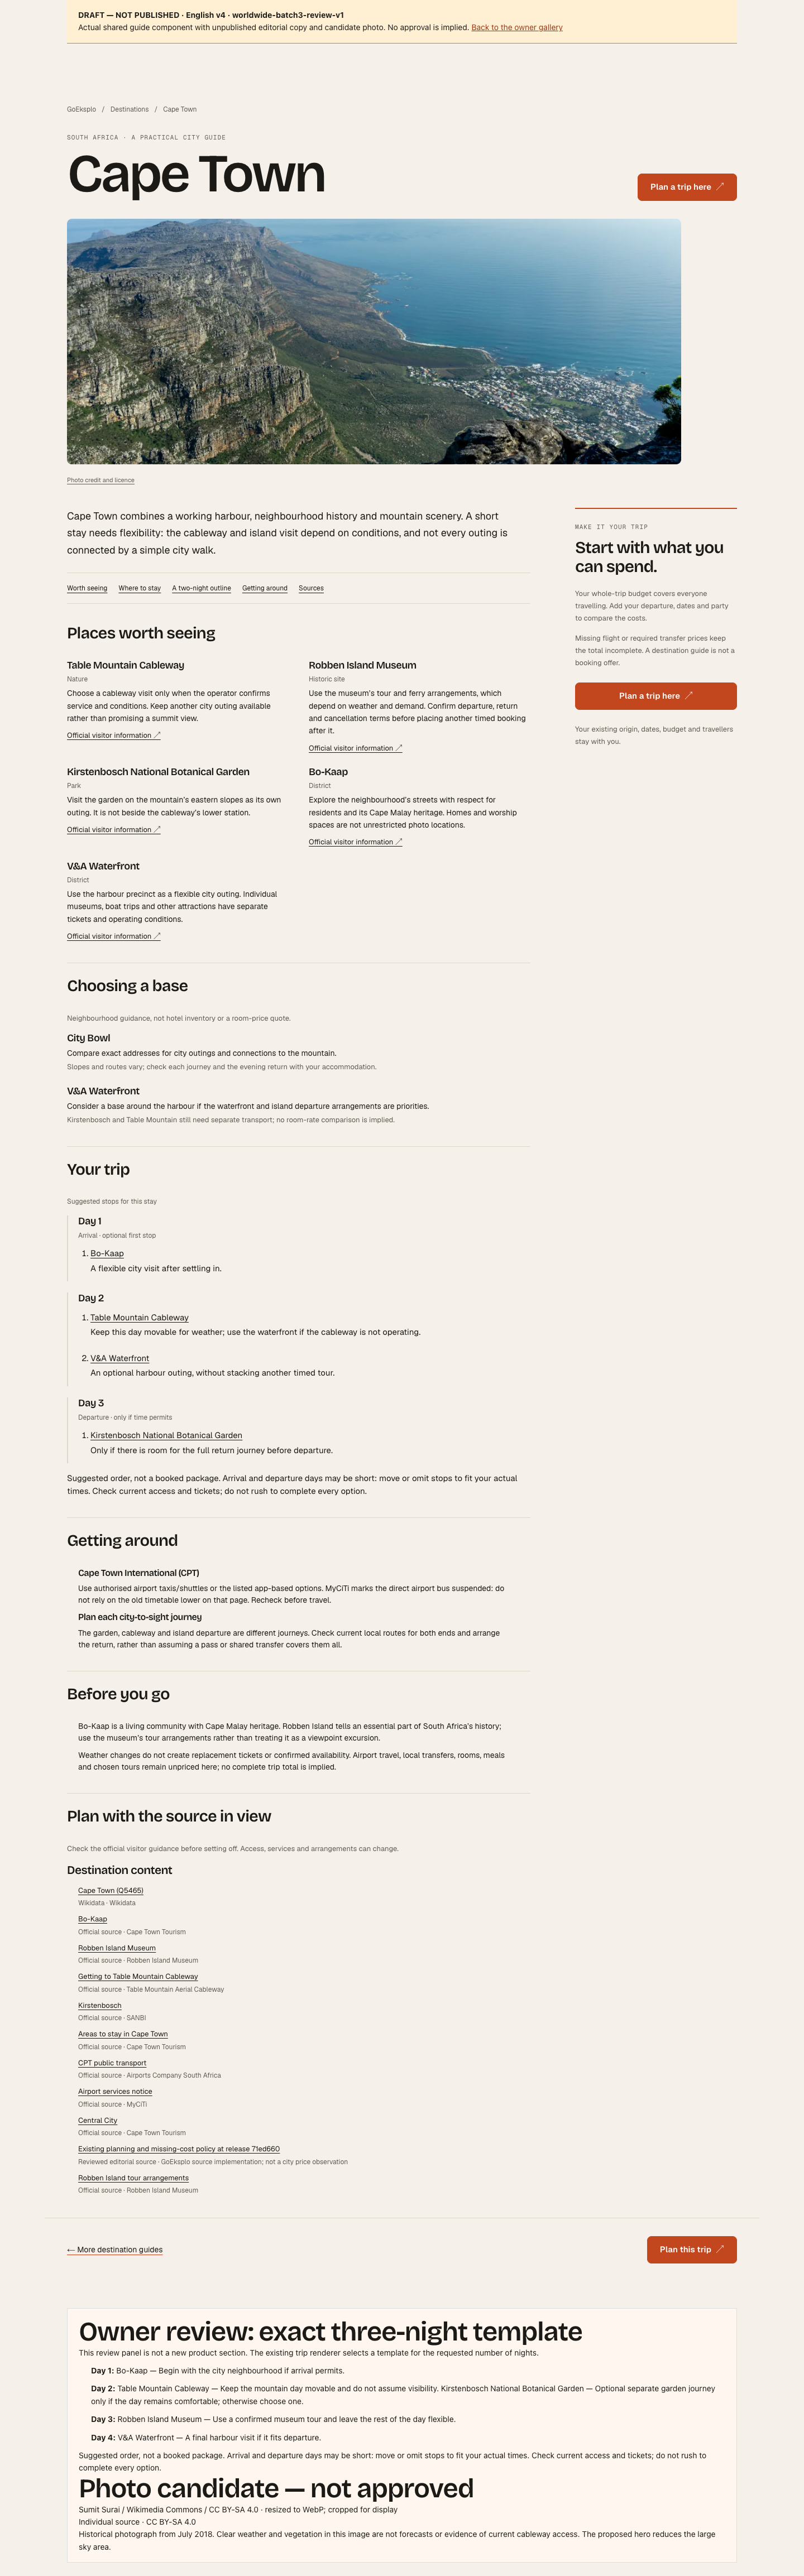 DRAFT — NOT PUBLISHED · English v4 · worldwide-batch3-review-v1
Actual shared guide component with unpublished editorial copy and candidate photo. No approval is implied. Back to the owner gallery
GoEksplo / Destinations / Cape Town
SOUTH AFRICA · A PRACTICAL CITY GUIDE
Cape Town
Plan a trip here ↗
Photo credit and licence
Cape Town combines a working harbour, neighbourhood history and mountain scenery. A short
stay needs flexibility: the cableway and island visit depend on conditions, and not every outing is
connected by a simple city walk.
Worth seeing Where to stay A two-night outline Getting around Sources
MAKE IT YOUR TRIP
Start with what you
can spend.
Your whole-trip budget covers everyone
travelling. Add your departure, dates and party
to compare the costs.
Missing flight or required transfer prices keep
the total incomplete. A destination guide is not a
booking offer.
Plan a trip here ↗
Your existing origin, dates, budget and travellers
stay with you.
Places worth seeing
Table Mountain Cableway
Nature
Choose a cableway visit only when the operator confirms
service and conditions. Keep another city outing available
rather than promising a summit view.
Official visitor information ↗
Robben Island Museum
Historic site
Use the museum's tour and ferry arrangements, which
depend on weather and demand. Confirm departure, return
and cancellation terms before placing another timed booking
after it.
Official visitor information ↗
Kirstenbosch National Botanical Garden
Park
Visit the garden on the mountain's eastern slopes as its own
outing. It is not beside the cableway's lower station.
Official visitor information ↗
Bo-Kaap
District
Explore the neighbourhood's streets with respect for
residents and its Cape Malay heritage. Homes and worship
spaces are not unrestricted photo locations.
Official visitor information ↗
V&A Waterfront
District
Use the harbour precinct as a flexible city outing. Individual
museums, boat trips and other attractions have separate
tickets and operating conditions.
Official visitor information ↗
Choosing a base
Neighbourhood guidance, not hotel inventory or a room-price quote.
City Bowl
Compare exact addresses for city outings and connections to the mountain.
Slopes and routes vary; check each journey and the evening return with your accommodation.
V&A Waterfront
Consider a base around the harbour if the waterfront and island departure arrangements are priorities.
Kirstenbosch and Table Mountain still need separate transport; no room-rate comparison is implied.
Your trip
Suggested stops for this stay
Day 1
Arrival · optional first stop
1. Bo-Kaap
A flexible city visit after settling in.
Day 2
1. Table Mountain Cableway
Keep this day movable for weather; use the waterfront if the cableway is not operating.
2. V&A Waterfront
An optional harbour outing, without stacking another timed tour.
Day 3
Departure · only if time permits
1. Kirstenbosch National Botanical Garden
Only if there is room for the full return journey before departure.
Suggested order, not a booked package. Arrival and departure days may be short: move or omit stops to fit your actual
times. Check current access and tickets; do not rush to complete every option.
Getting around
Cape Town International (CPT)
Use authorised airport taxis/shuttles or the listed app-based options. MyCiTi marks the direct airport bus suspended: do
not rely on the old timetable lower on that page. Recheck before travel.
Plan each city-to-sight journey
The garden, cableway and island departure are different journeys. Check current local routes for both ends and arrange
the return, rather than assuming a pass or shared transfer covers them all.
Before you go
Bo-Kaap is a living community with Cape Malay heritage. Robben Island tells an essential part of South Africa's history;
use the museum's tour arrangements rather than treating it as a viewpoint excursion.
Weather changes do not create replacement tickets or confirmed availability. Airport travel, local transfers, rooms, meals
and chosen tours remain unpriced here; no complete trip total is implied.
Plan with the source in view
Check the official visitor guidance before setting off. Access, services and arrangements can change.
Destination content
Cape Town (Q5465)
Wikidata · Wikidata
Bo-Kaap
Official source · Cape Town Tourism
Robben Island Museum
Official source · Robben Island Museum
Getting to Table Mountain Cableway
Official source · Table Mountain Aerial Cableway
Kirstenbosch
Official source · SANBI
Areas to stay in Cape Town
Official source · Cape Town Tourism
CPT public transport
Official source · Airports Company South Africa
Airport services notice
Official source · MyCiTi
Central City
Official source · Cape Town Tourism
Existing planning and missing-cost policy at release 71ed660
Reviewed editorial source · GoEksplo source implementation; not a city price observation
Robben Island tour arrangements
Official source · Robben Island Museum
← More destination guides
Plan this trip ↗
Owner review: exact three-night template
This review panel is not a new product section. The existing trip renderer selects a template for the requested number of nights.
Day 1: Bo-Kaap — Begin with the city neighbourhood if arrival permits.
Day 2: Table Mountain Cableway — Keep the mountain day movable and do not assume visibility. Kirstenbosch National Botanical Garden — Optional separate garden journey
only if the day remains comfortable; otherwise choose one.
Day 3: Robben Island Museum — Use a confirmed museum tour and leave the rest of the day flexible.
Day 4: V&A Waterfront — A final harbour visit if it fits departure.
Suggested order, not a booked package. Arrival and departure days may be short: move or omit stops to fit your actual times. Check current access and tickets; do not rush to
complete every option.
Photo candidate — not approved
Sumit Surai / Wikimedia Commons / CC BY-SA 4.0 · resized to WebP; cropped for display
Individual source · CC BY-SA 4.0
Historical photograph from July 2018. Clear weather and vegetation in this image are not forecasts or evidence of current cableway access. The proposed hero reduces the large
sky area.